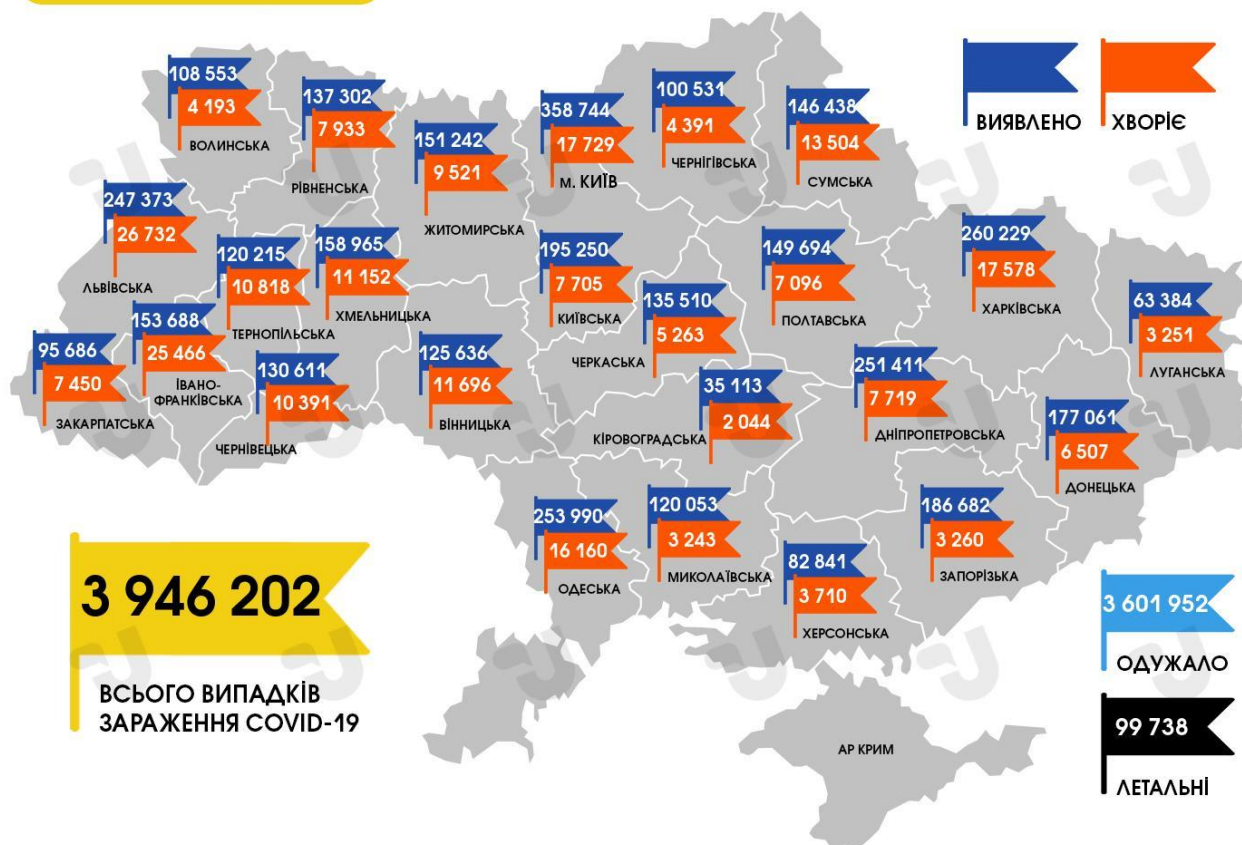 108 553
4 193
ВОЛИНСЬКА
137 302
7 933
РІВНЕНСЬКА
151 242
9 521
ЖИТОМИРСЬКА
358 744
17 729
м. КИЇВ
100 531
4 391
ЧЕРНІГІВСЬКА
146 438
13 504
СУМСЬКА
ВИЯВЛЕНО
ХВОРІЄ
247 373
26 732
ЛЬВІВСЬКА
120 215
10 818
ТЕРНОПІЛЬСЬКА
158 965
11 152
ХМЕЛЬНИЦЬКА
195 250
7 705
КИЇВСЬКА
135 510
5 263
ЧЕРКАСЬКА
149 694
7 096
ПОЛТАВСЬКА
260 229
17 578
ХАРКІВСЬКА
63 384
3 251
ЛУГАНСЬКА
95 686
7 450
ЗАКАРПАТСЬКА
153 688
25 466
ІВАНО-
ФРАНКІВСЬКА
130 611
10 391
ЧЕРНІВЕЦЬКА
125 636
11 696
ВІННИЦЬКА
35 113
2 044
КІРОВОГРАДСЬКА
251 411
7 719
ДНІПРОПЕТРОВСЬКА
177 061
6 507
ДОНЕЦЬКА
253 990
16 160
ОДЕСЬКА
120 053
3 243
МИКОЛАЇВСЬКА
82 841
3 710
ХЕРСОНСЬКА
186 682
3 260
ЗАПОРІЗЬКА
3 946 202
ВСЬОГО ВИПАДКІВ
ЗАРАЖЕННЯ COVID-19
3 601 952
ОДУЖАЛО
99 738
ЛЕТАЛЬНІ
АР КРИМ